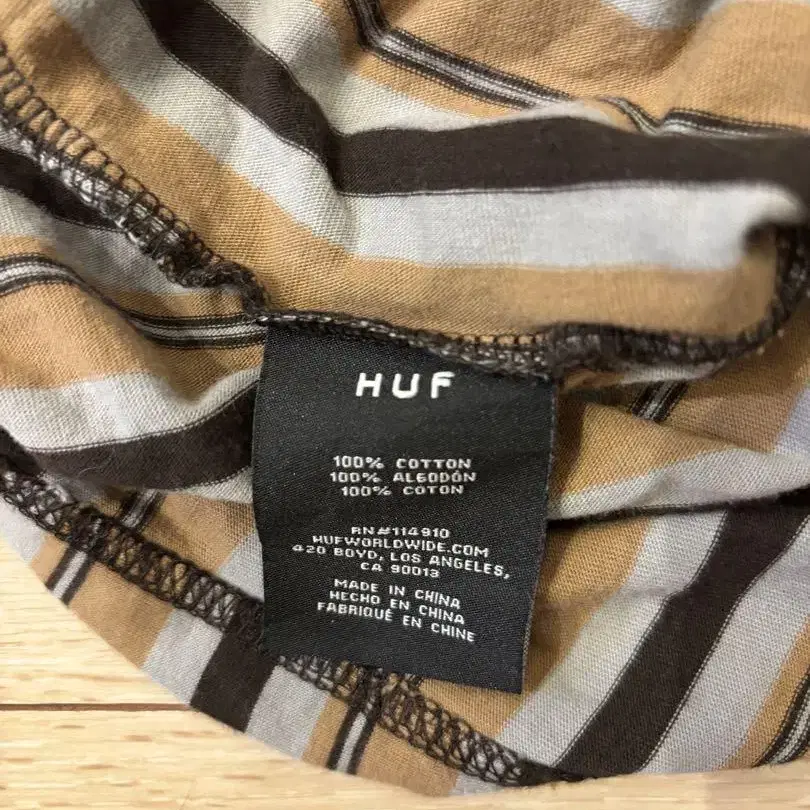 HUF
100% COTTON
100% ALGODÓN
100% COTON
RN#114910
HUFWORLDWIDE.COM
420 BOYD, LOS ANGELES,
CA 90013
MADE IN CHINA
HECHO EN CHINA
FABRIQUÉ EN CHINE